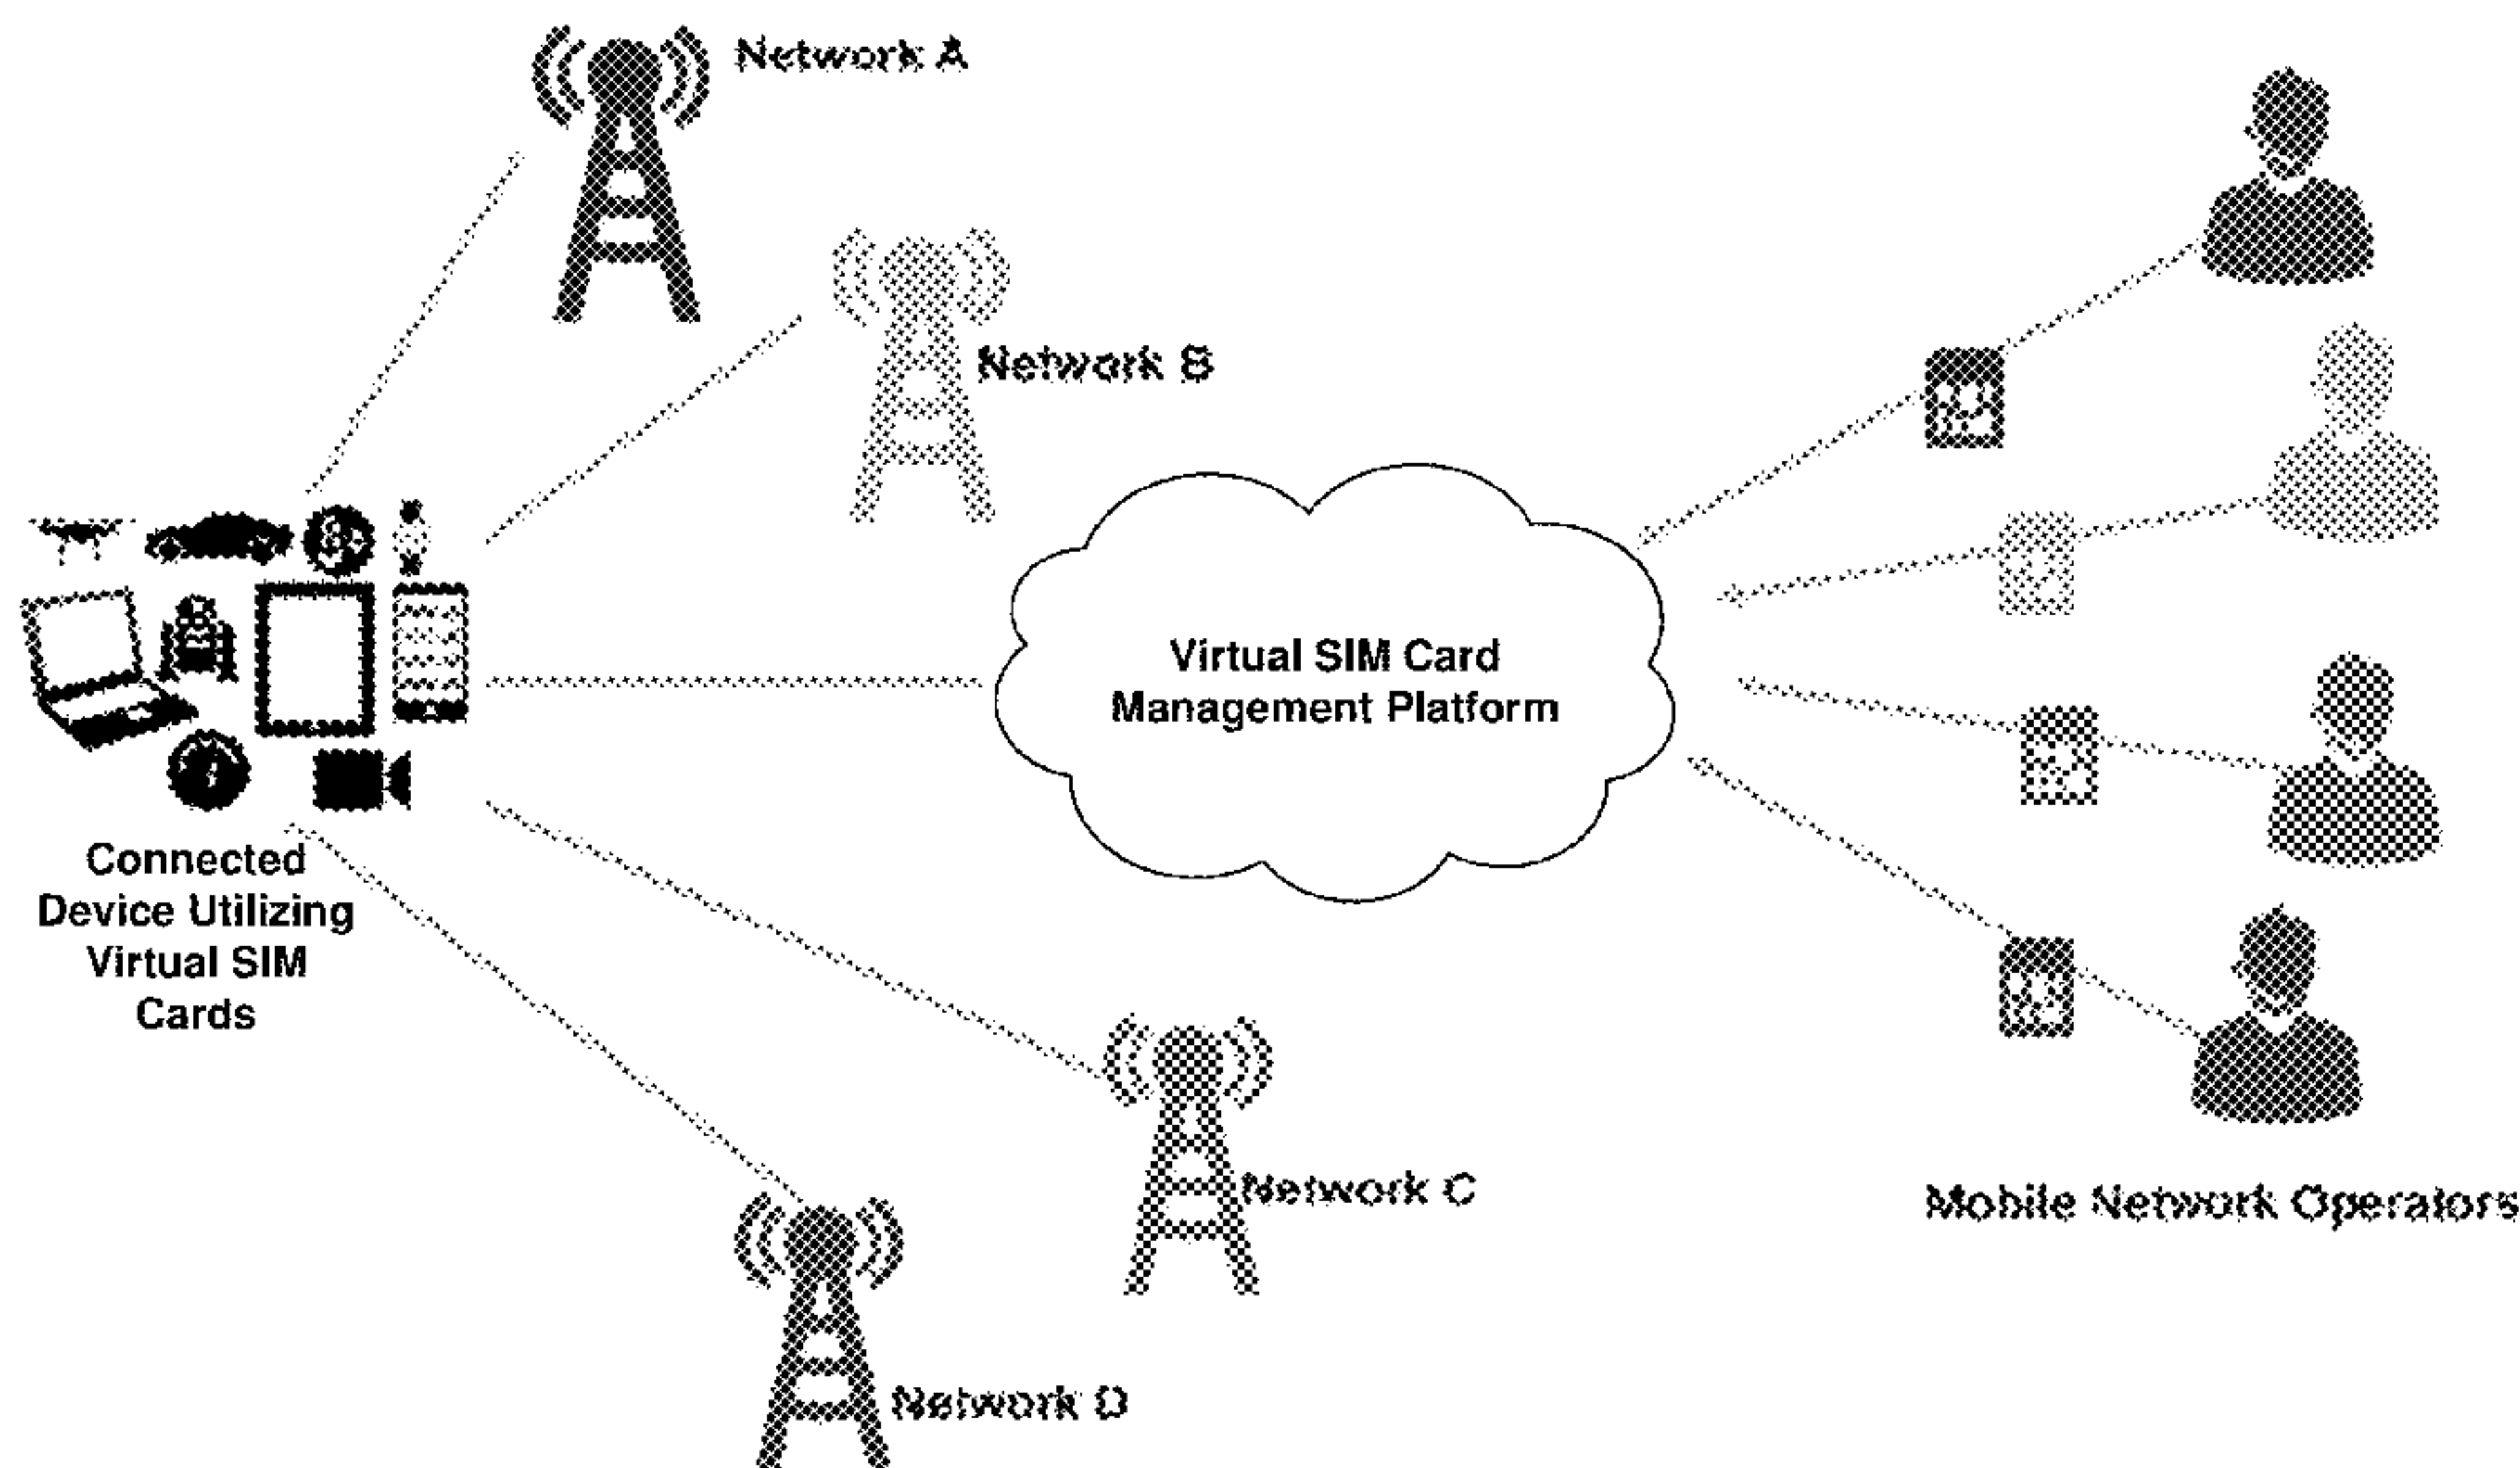 Network A
Network B
Virtual SIM Card
Management Platform
Connected
Device Utilizing
Virtual SIM
Cards
Network C
Mobile Network Operators
Network D